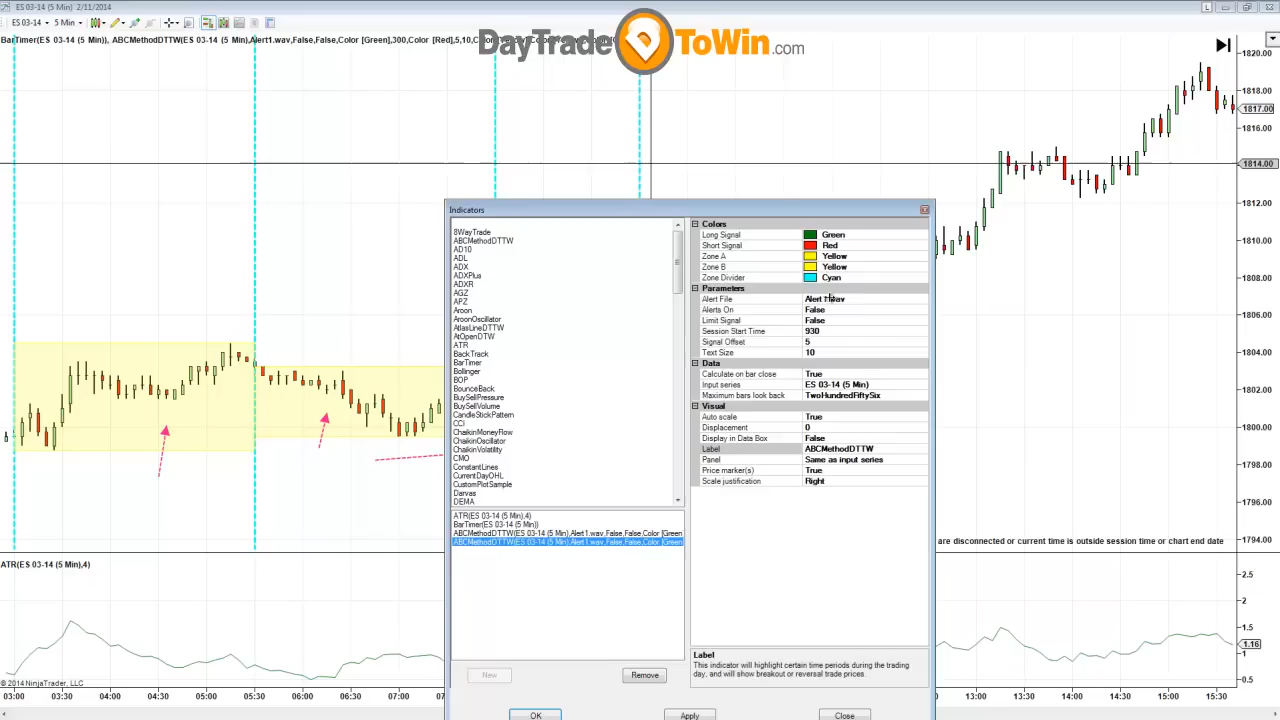 ES 03-14 (5 Min) 2/11/2014
ES 03-14 5 Min
L
DayTrade ToWin.com
BarTimer(ES 03-14 (5 Min)), ABCMethodDTTW(ES 03-14 (5 Min),Alert1.wav,False,False,Color [Green],300,Color [Red],5,10,
1820.00
1818.00
1817.00
1816.00
1814.00
1812.00
1810.00
1808.00
1806.00
1804.00
1802.00
1800.00
1798.00
1796.00
1794.00
Indicators
8WayTrade
ABCMethodDTTW
AD10
ADL
ADX
ADXPlus
ADXR
AGZ
APZ
Aroon
AroonOscillator
AtlasLineDTTW
AtOpenDTTW
ATR
BackTrack
BarTimer
Bollinger
BOP
BounceBack
BuySellPressure
BuySellVolume
CandleStickPattern
CCI
ChaikinMoneyFlow
ChaikinOscillator
ChaikinVolatility
CMO
ConstantLines
CurrentDayOHL
CustomPlotSample
Darvas
DEMA
ATR(ES 03-14 (5 Min),4)
BarTimer(ES 03-14 (5 Min))
ABCMethodDTTW(ES 03-14 (5 Min),Alert1.wav,False,False,Color [Green
ABCMethodDTTW(ES 03-14 (5 Min),Alert1.wav,False,False,Color [Green
New
Remove
Colors
Long Signal Green
Short Signal Red
Zone A Yellow
Zone B Yellow
Zone Divider Cyan
Parameters
Alert File Alert1.wav
Alerts On False
Limit Signal False
Session Start Time 930
Signal Offset 5
Text Size 10
Data
Calculate on bar close True
Input series ES 03-14 (5 Min)
Maximum bars look back TwoHundredFiftySix
Visual
Auto scale True
Displacement 0
Display in Data Box False
Label ABCMethodDTTW
Panel Same as input series
Price marker(s) True
Scale justification Right
Label
This indicator will highlight certain time periods during the trading
day, and will show breakout or reversal trade prices.
OK
Apply
Close
are disconnected or current time is outside session time or chart end date
ATR(ES 03-14 (5 Min),4)
2.5
2
1.5
1.16
1
0.5
© 2014 NinjaTrader, LLC
03:00 03:30 04:00 04:30 05:00 05:30 06:00 06:30 07:00 13:00 13:30 14:00 14:30 15:00 15:30